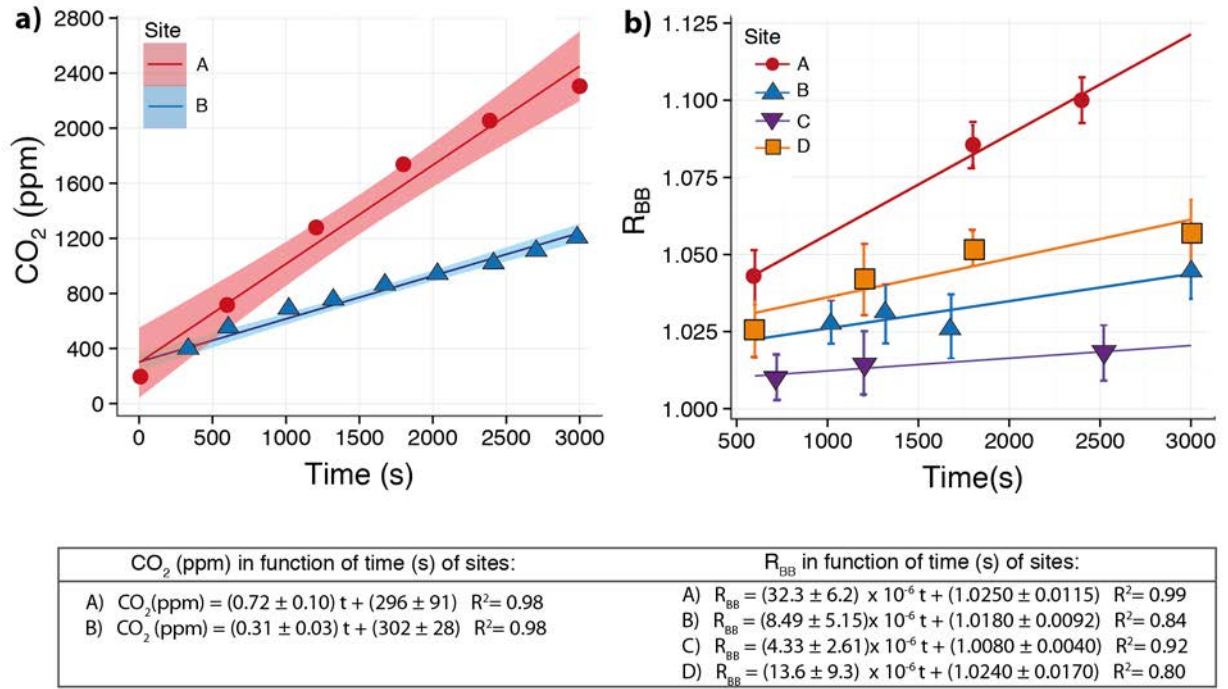 a)
2800
2400
2000
1600
1200
800
400
0
CO₂ (ppm)
Site
A
B
0 500 1000 1500 2000 2500 3000
Time (s)
b)
1.125
1.100
1.075
1.050
1.025
1.000
R_BB
Site
A
B
C
D
500 1000 1500 2000 2500 3000
Time(s)
CO₂ (ppm) in function of time (s) of sites:
A) CO₂(ppm) = (0.72 ± 0.10) t + (296 ± 91) R²= 0.98
B) CO₂ (ppm) = (0.31 ± 0.03) t + (302 ± 28) R²= 0.98
R_BB in function of time (s) of sites:
A) R_BB = (32.3 ± 6.2) x 10⁻⁶ t + (1.0250 ± 0.0115) R²= 0.99
B) R_BB = (8.49 ± 5.15)x 10⁻⁶ t + (1.0180 ± 0.0092) R²= 0.84
C) R_BB = (4.33 ± 2.61)x 10⁻⁶ t + (1.0080 ± 0.0040) R²= 0.92
D) R_BB = (13.6 ± 9.3) x 10⁻⁶ t + (1.0240 ± 0.0170) R²= 0.80